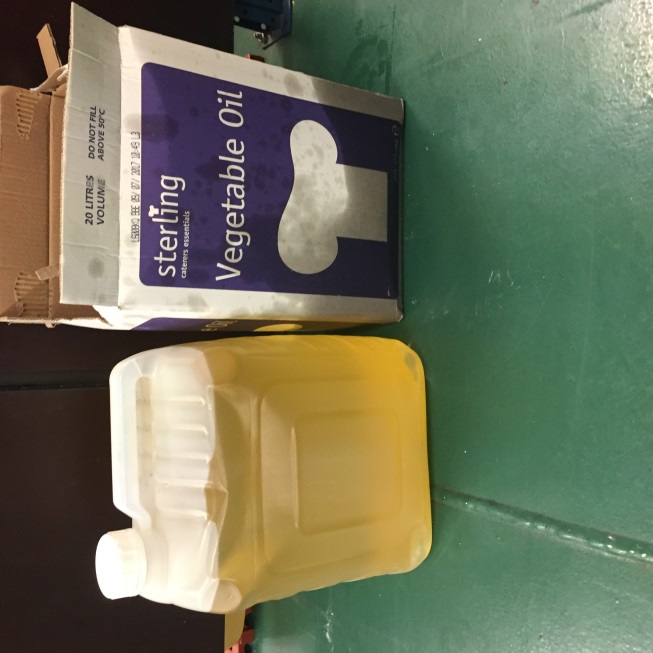 20 LITRES
VOLUME
DO NOT FILL
ABOVE 50°C
sterling
caterers essentials
Vegetable Oil